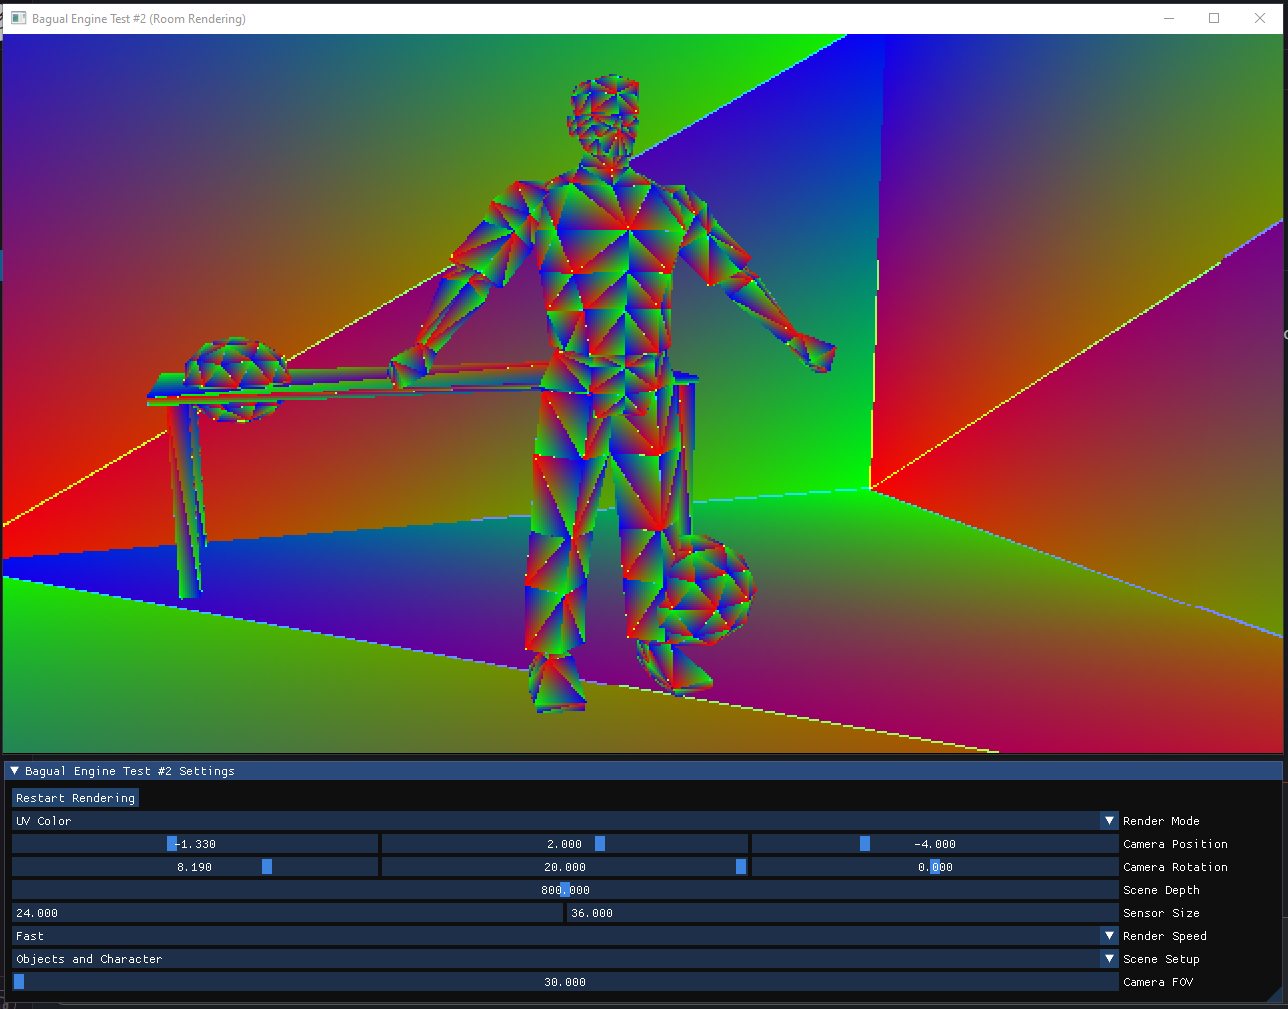 Bagual Engine Test #2 (Room Rendering)
Bagual Engine Test #2 Settings
Restart Rendering
UV Color Render Mode
-1.330 2.000 -4.000 Camera Position
8.190 20.000 0.000 Camera Rotation
800.000 Scene Depth
24.000 36.000 Sensor Size
Fast Render Speed
Objects and Character Scene Setup
30.000 Camera FOV